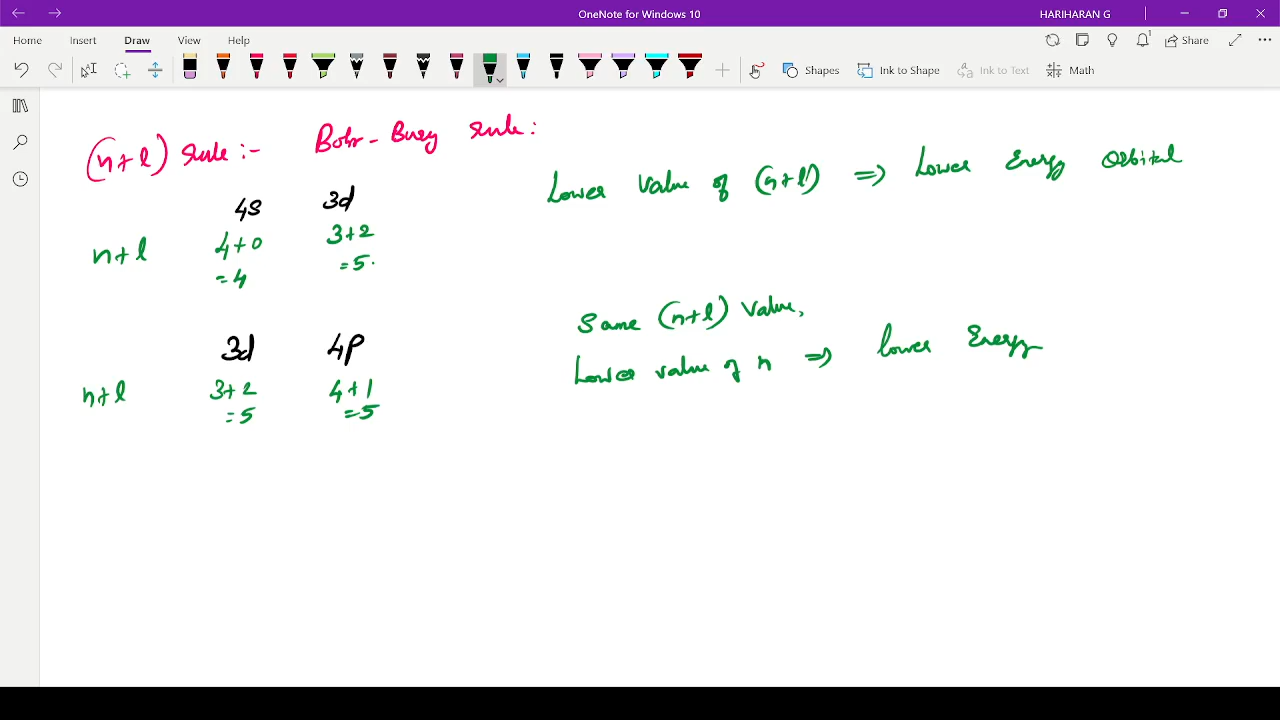 OneNote for Windows 10
HARIHARAN G
Home Insert Draw View Help
Share
Shapes
Ink to Shape
Ink to Text
Math
(n+l) rule :- Bohr - Bury rule :
Lower value of (n+l) => Lower Energy Orbital
4s 3d
n+l 4+0 3+2
=4 =5.
Same (n+l) value,
Lower value of n => lower Energy
3d 4p
n+l 3+2 4+1
=5 =5